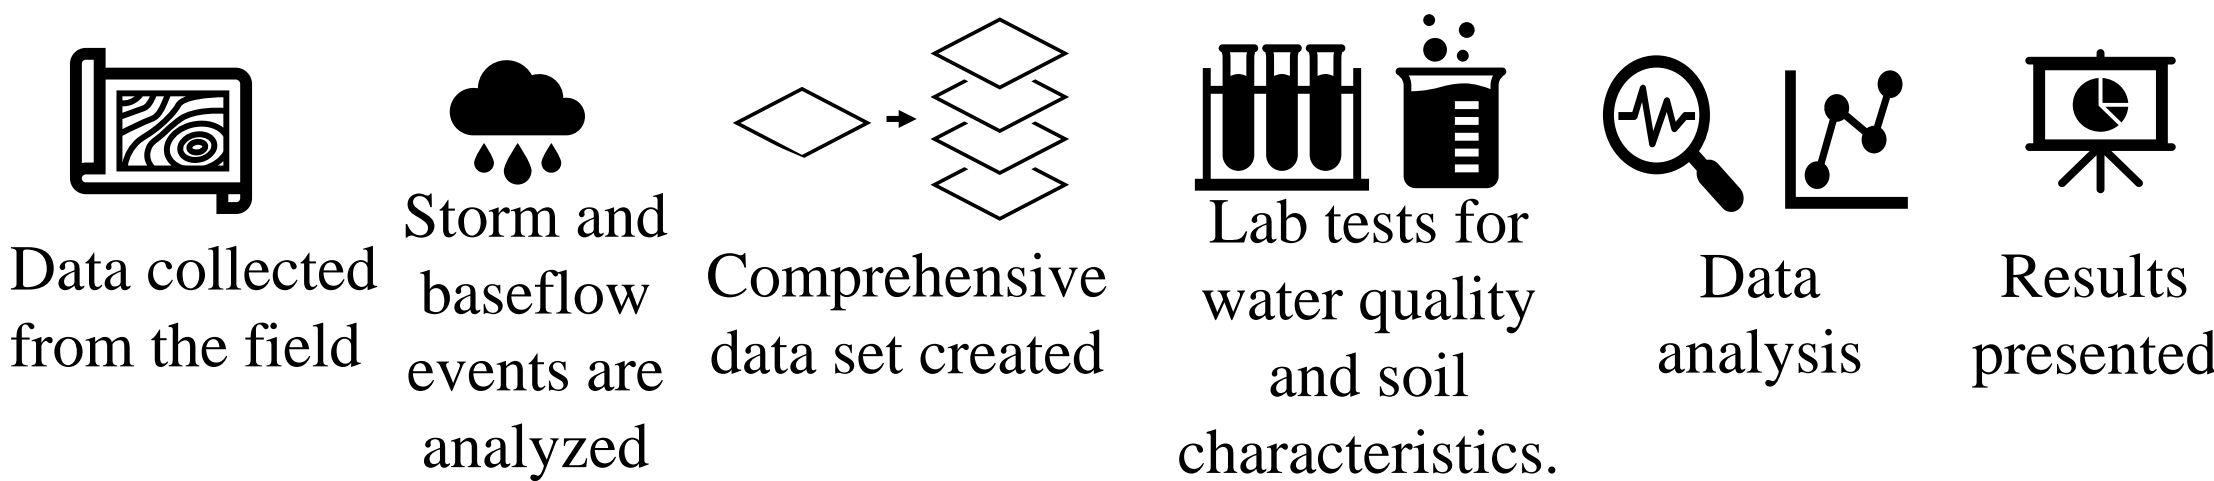 Data collected
from the field
Storm and
baseflow
events are
analyzed
Comprehensive
data set created
Lab tests for
water quality
and soil
characteristics.
Data
analysis
Results
presented